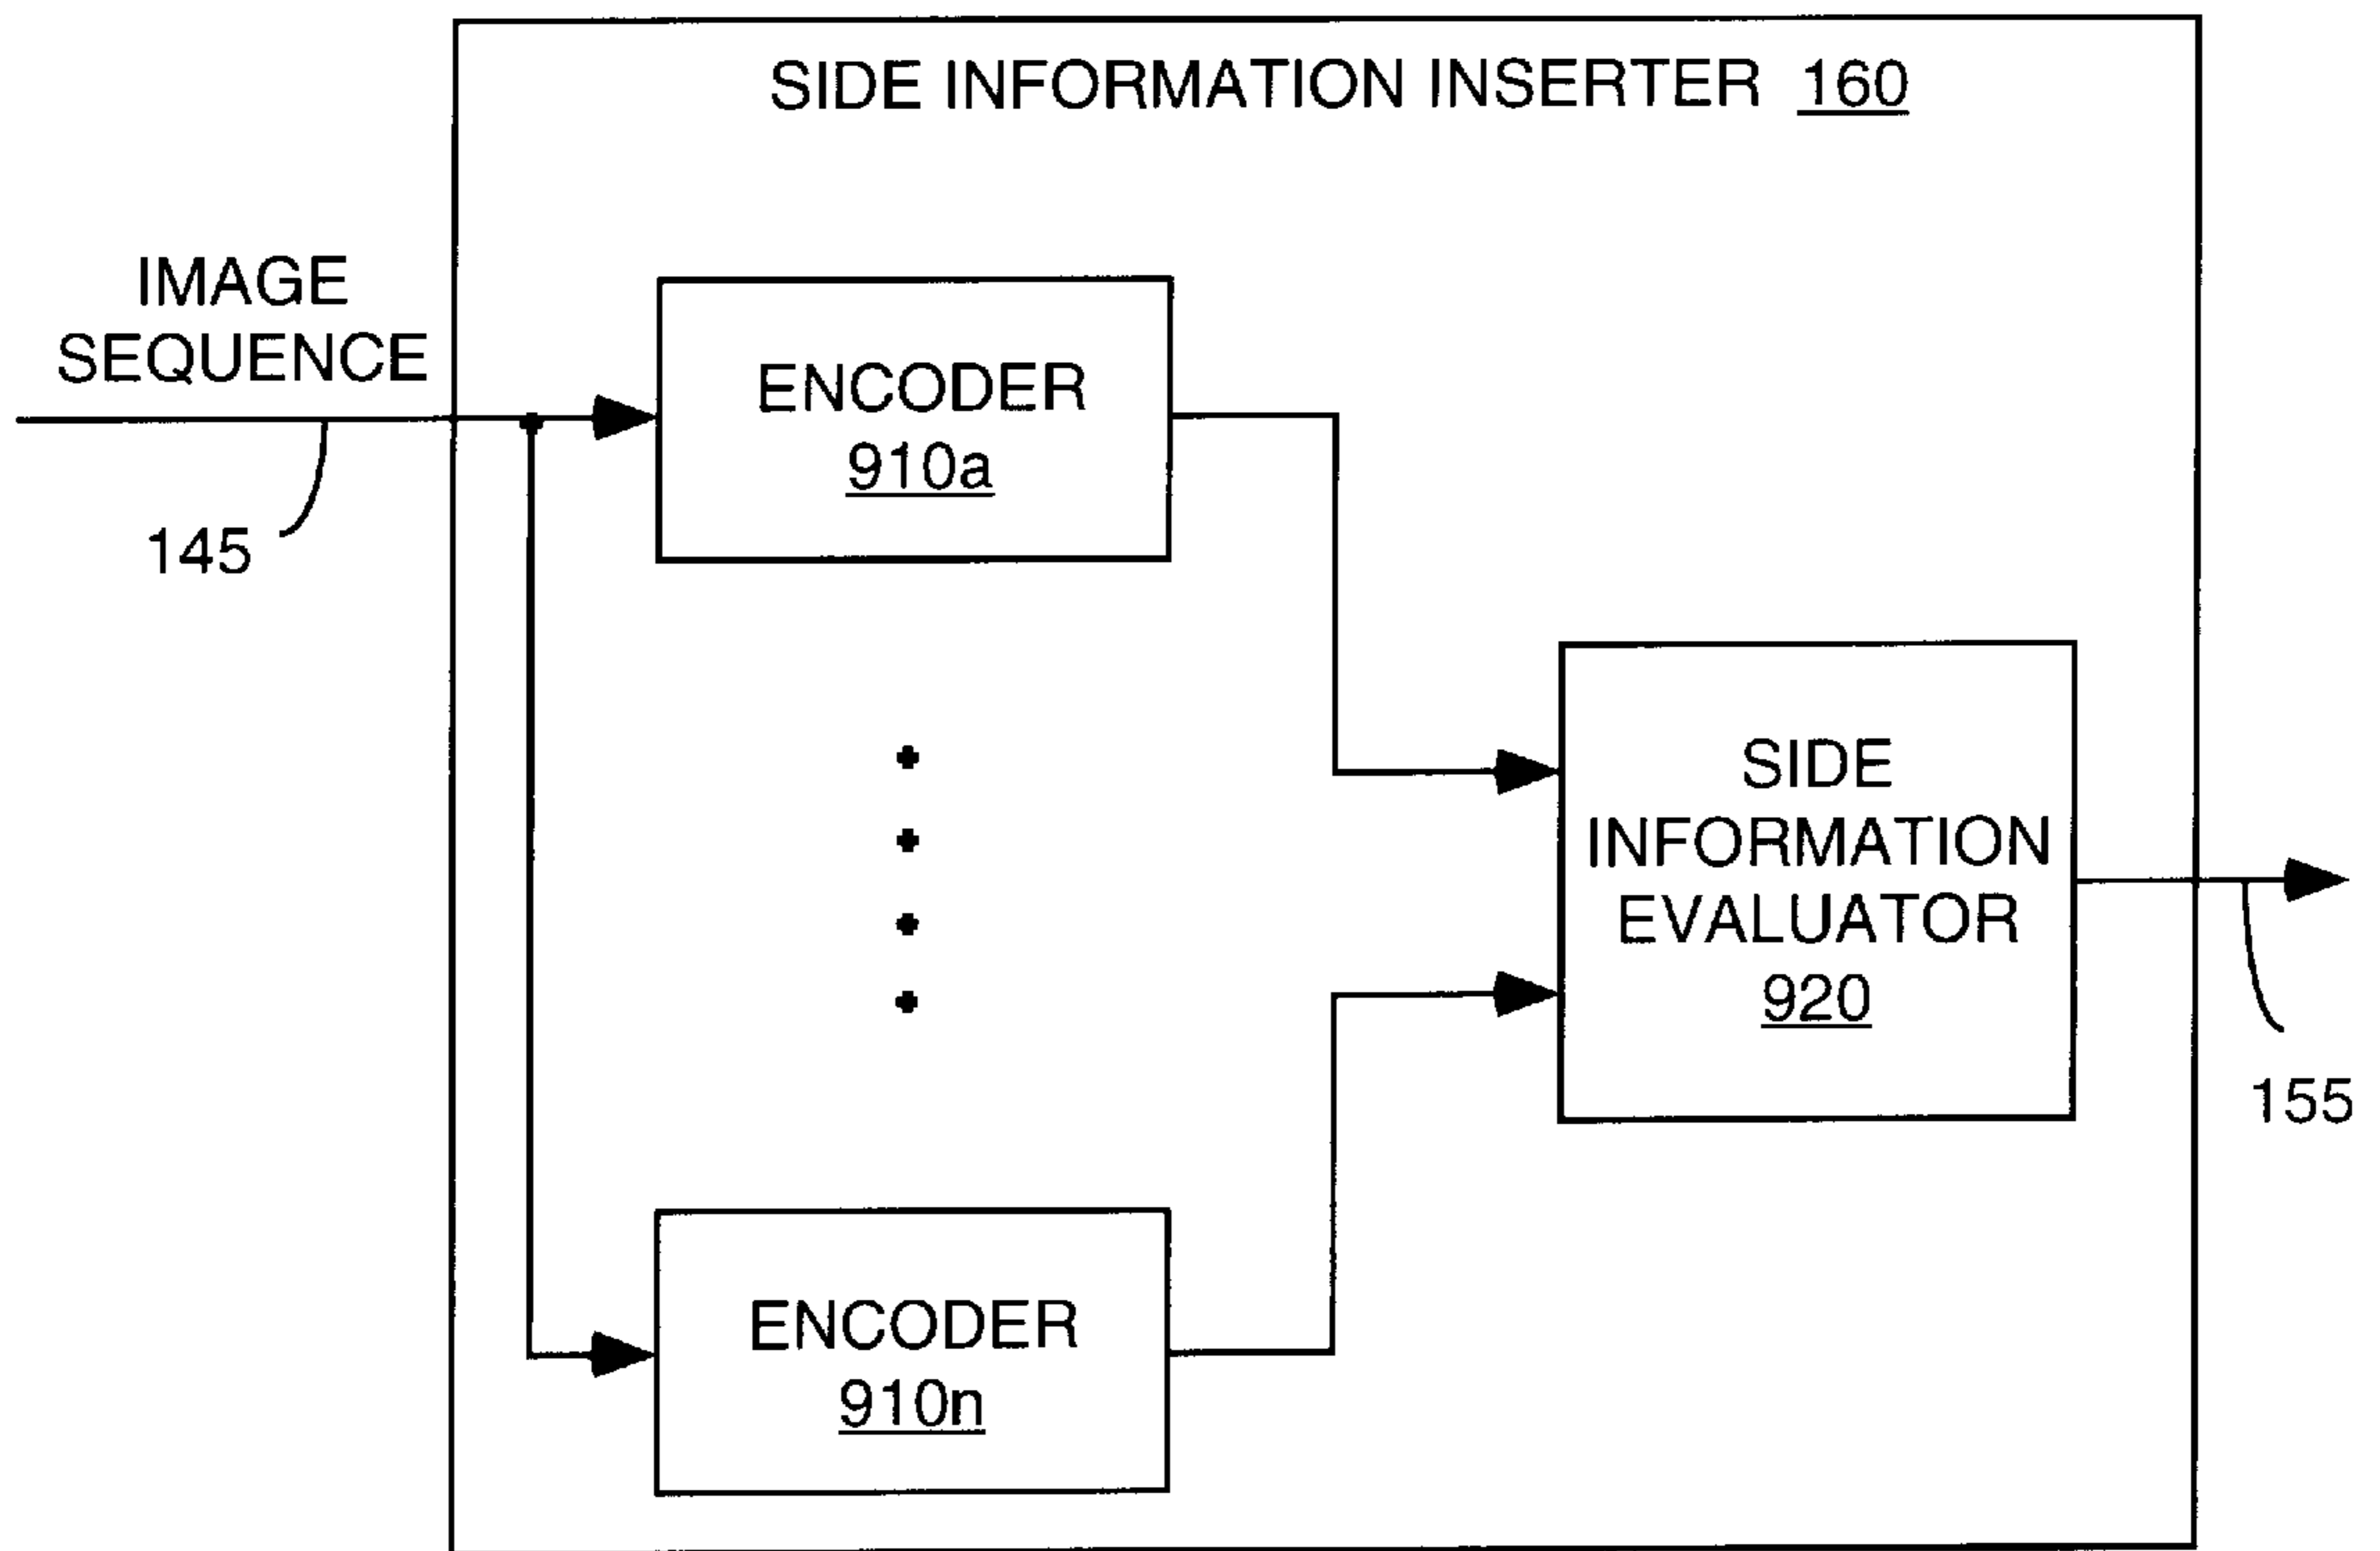 SIDE INFORMATION INSERTER 160
IMAGE
SEQUENCE
145
ENCODER
910a
SIDE
INFORMATION
EVALUATOR
920
155
ENCODER
910n